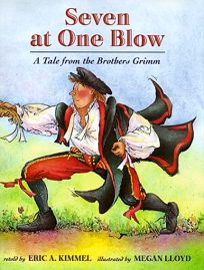 Seven
at One Blow
A Tale from the Brothers Grimm
retold by ERIC A. KIMMEL illustrated by MEGAN LLOYD